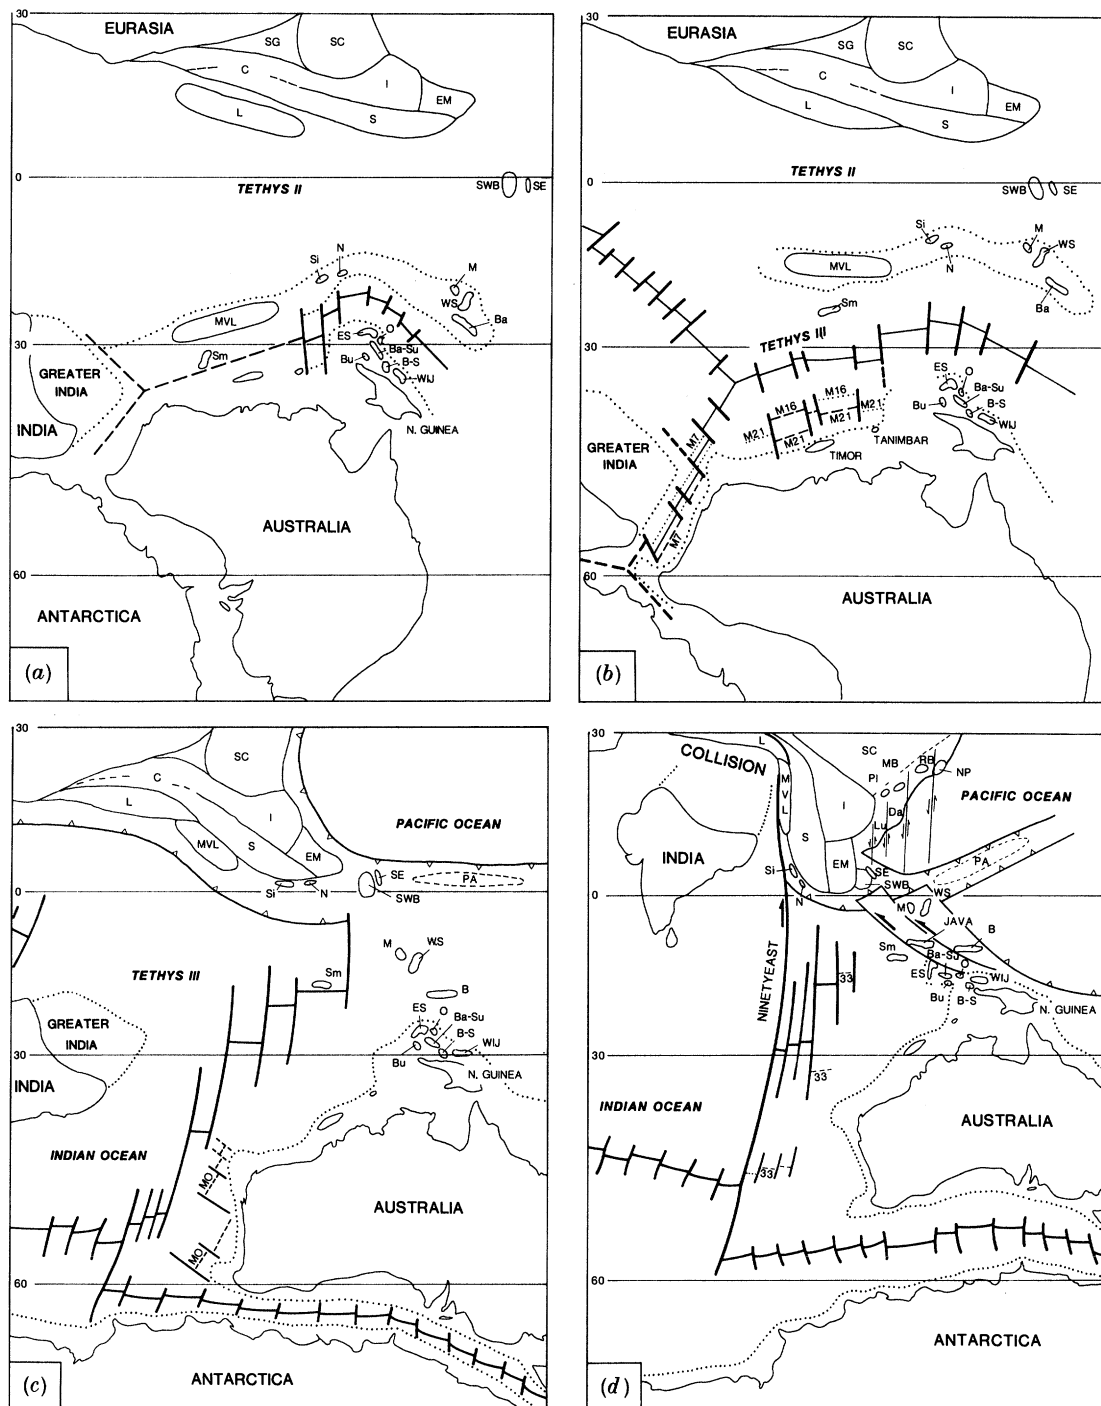 30
EURASIA
SG
SC
C
I
EM
L
S
0
TETHYS II
SWB
SE
Si
N
M
WS
MVL
Ba
30
Sm
ES
O
Ba-Su
Bu
B-S
WIJ
GREATER
INDIA
N. GUINEA
INDIA
AUSTRALIA
60
ANTARCTICA
(a)
30
EURASIA
SG
SC
C
I
EM
L
S
TETHYS II
0
SWB
SE
Si
M
WS
N
MVL
Ba
Sm
TETHYS III
30
ES
O
Ba-Su
M16
B-S
Bu
M16
M21
WIJ
M21
M21
M21
M7
TANIMBAR
GREATER
INDIA
TIMOR
M7
60
AUSTRALIA
(b)
30
SC
C
L
I
S
PACIFIC OCEAN
MVL
EM
SE
PA
0
Si
N
SWB
M
W.S
TETHYS III
Sm
B
ES
O
GREATER
INDIA
Ba-Su
B-S
Bu
WIJ
30
N. GUINEA
INDIA
INDIAN OCEAN
MO
AUSTRALIA
MO
60
(c)
ANTARCTICA
30
L
SC
COLLISION
MB
RB
NP
M
V
L
PI
I
Da
PACIFIC OCEAN
S
Lu
INDIA
EM
PA
Si
SE
SWB
0
N
WS
M
JAVA
B
Sm
Ba-SJ
NINETYEAST
ES
O
WIJ
33
Bu
B-S
N. GUINEA
30
33
INDIAN OCEAN
AUSTRALIA
33
60
ANTARCTICA
(d)